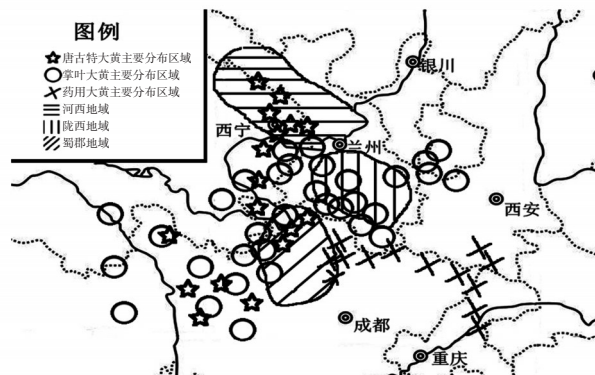 图例
唐古特大黄主要分布区域
掌叶大黄主要分布区域
药用大黄主要分布区域
河西地域
陇西地域
蜀郡地域
银川
西宁
兰州
西安
成都
重庆